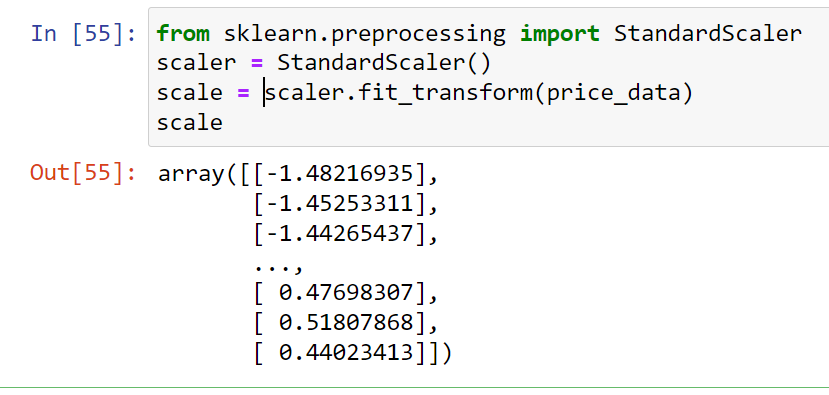 In [55]: from sklearn.preprocessing import StandardScaler
scaler = StandardScaler()
scale = scaler.fit_transform(price_data)
scale
Out[55]: array([[-1.48216935],
[-1.45253311],
[-1.44265437],
...,
[ 0.47698307],
[ 0.51807868],
[ 0.44023413]])